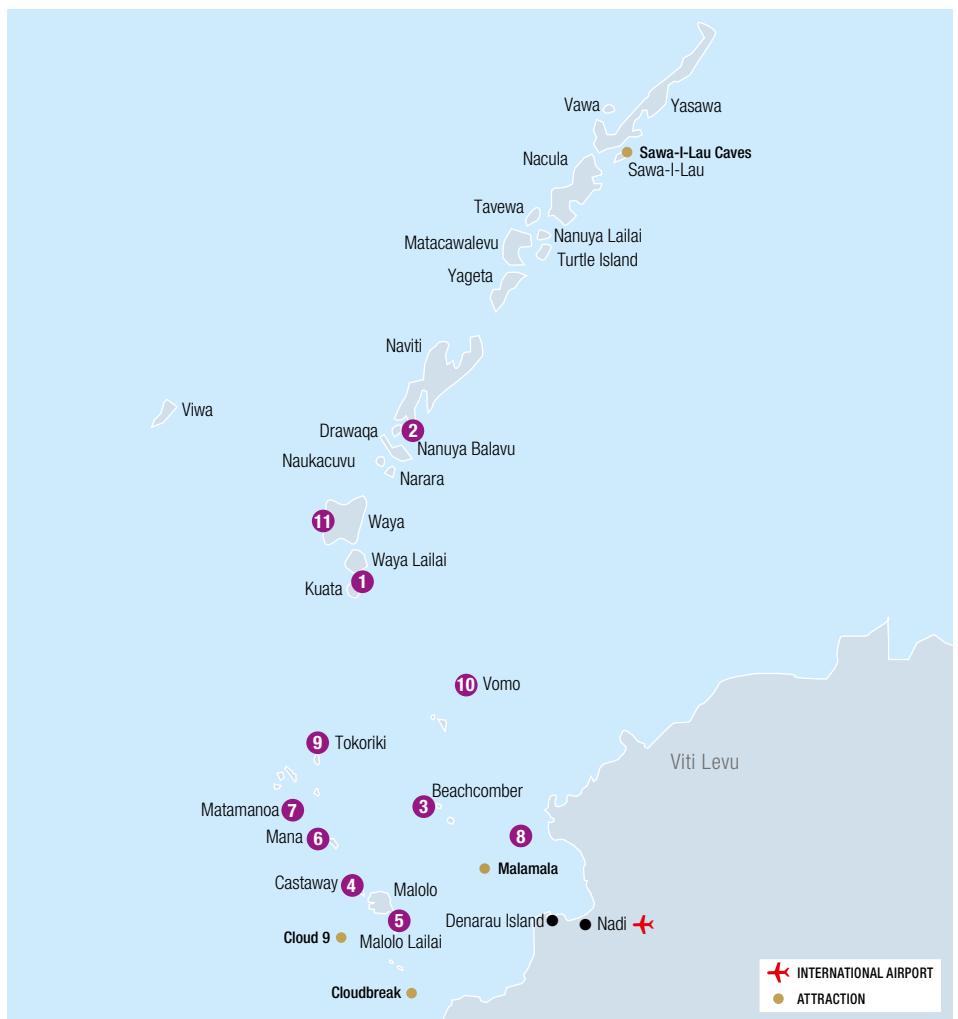 Vawa
Yasawa
Sawa-I-Lau Caves
Nacula
Sawa-I-Lau
Tavewa
Nanuya Lailai
Matacawalevu
Turtle Island
Yageta
Naviti
Viwa
Drawaqa
2
Nanuya Balavu
Naukacuvu
Narara
11
Waya
Waya Lailai
1
Kuata
10
Vomo
9
Tokoriki
Viti Levu
Beachcomber
3
Matamanoa
7
8
Mana
6
Malamala
Castaway
4
Malolo
5
Denarau Island
Nadi
Cloud 9
Malolo Lailai
Cloudbreak
INTERNATIONAL AIRPORT
ATTRACTION